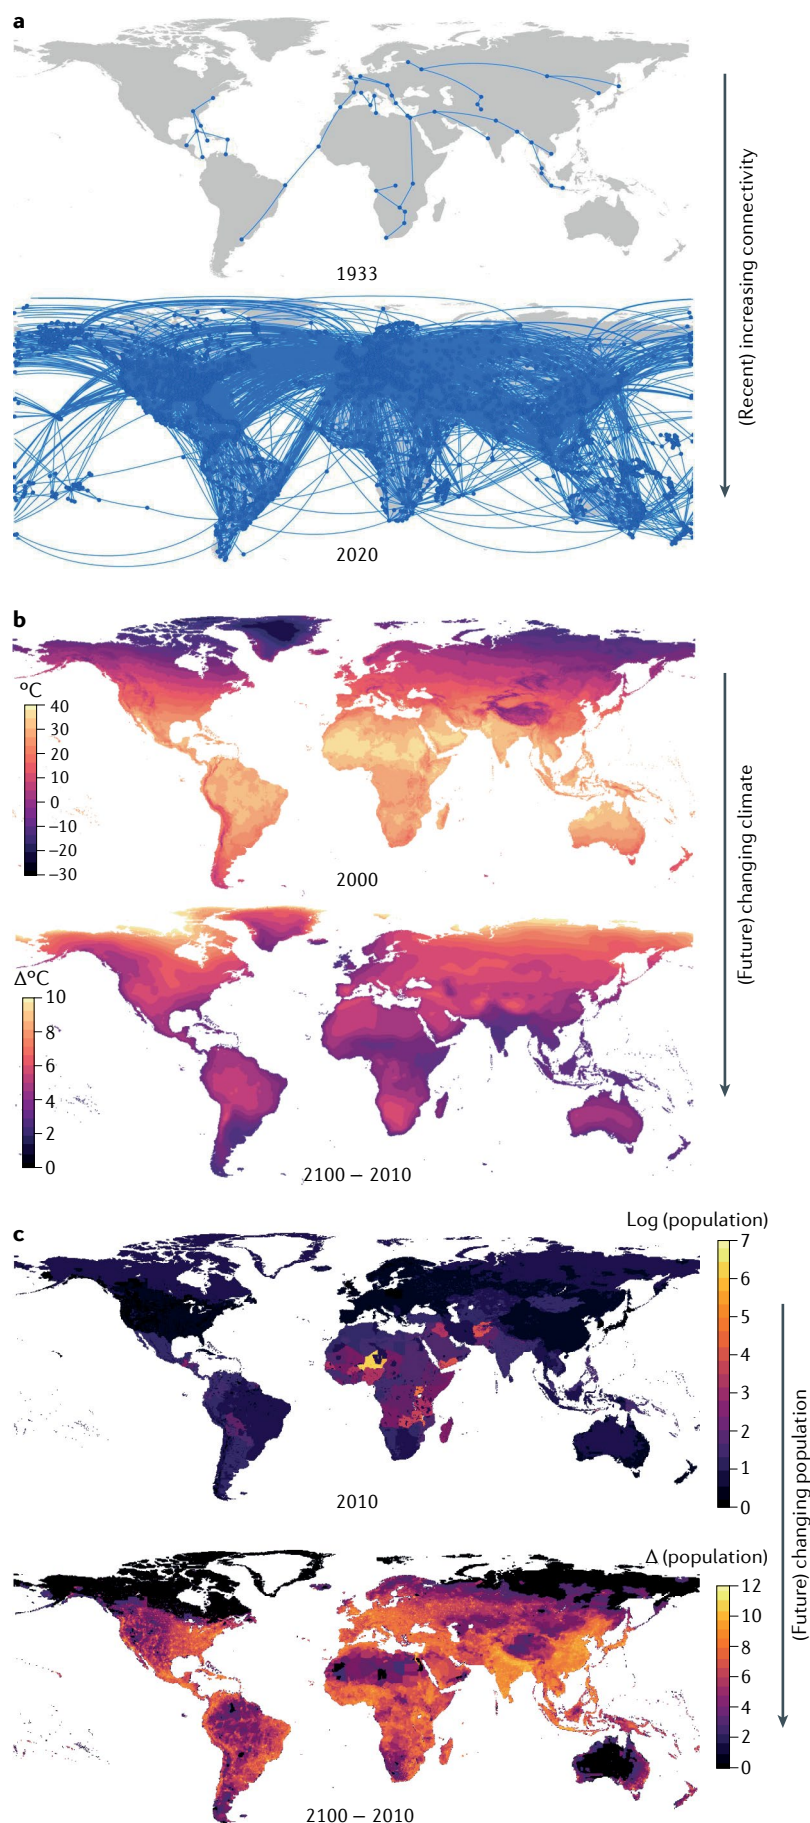 a
1933
2020
(Recent) increasing connectivity
b
°C
40
30
20
10
0
−10
−20
−30
2000
Δ°C
10
8
6
4
2
0
2100 − 2010
(Future) changing climate
c
Log (population)
7
6
5
4
3
2
1
0
2010
Δ (population)
12
10
8
6
4
2
0
2100 − 2010
(Future) changing population